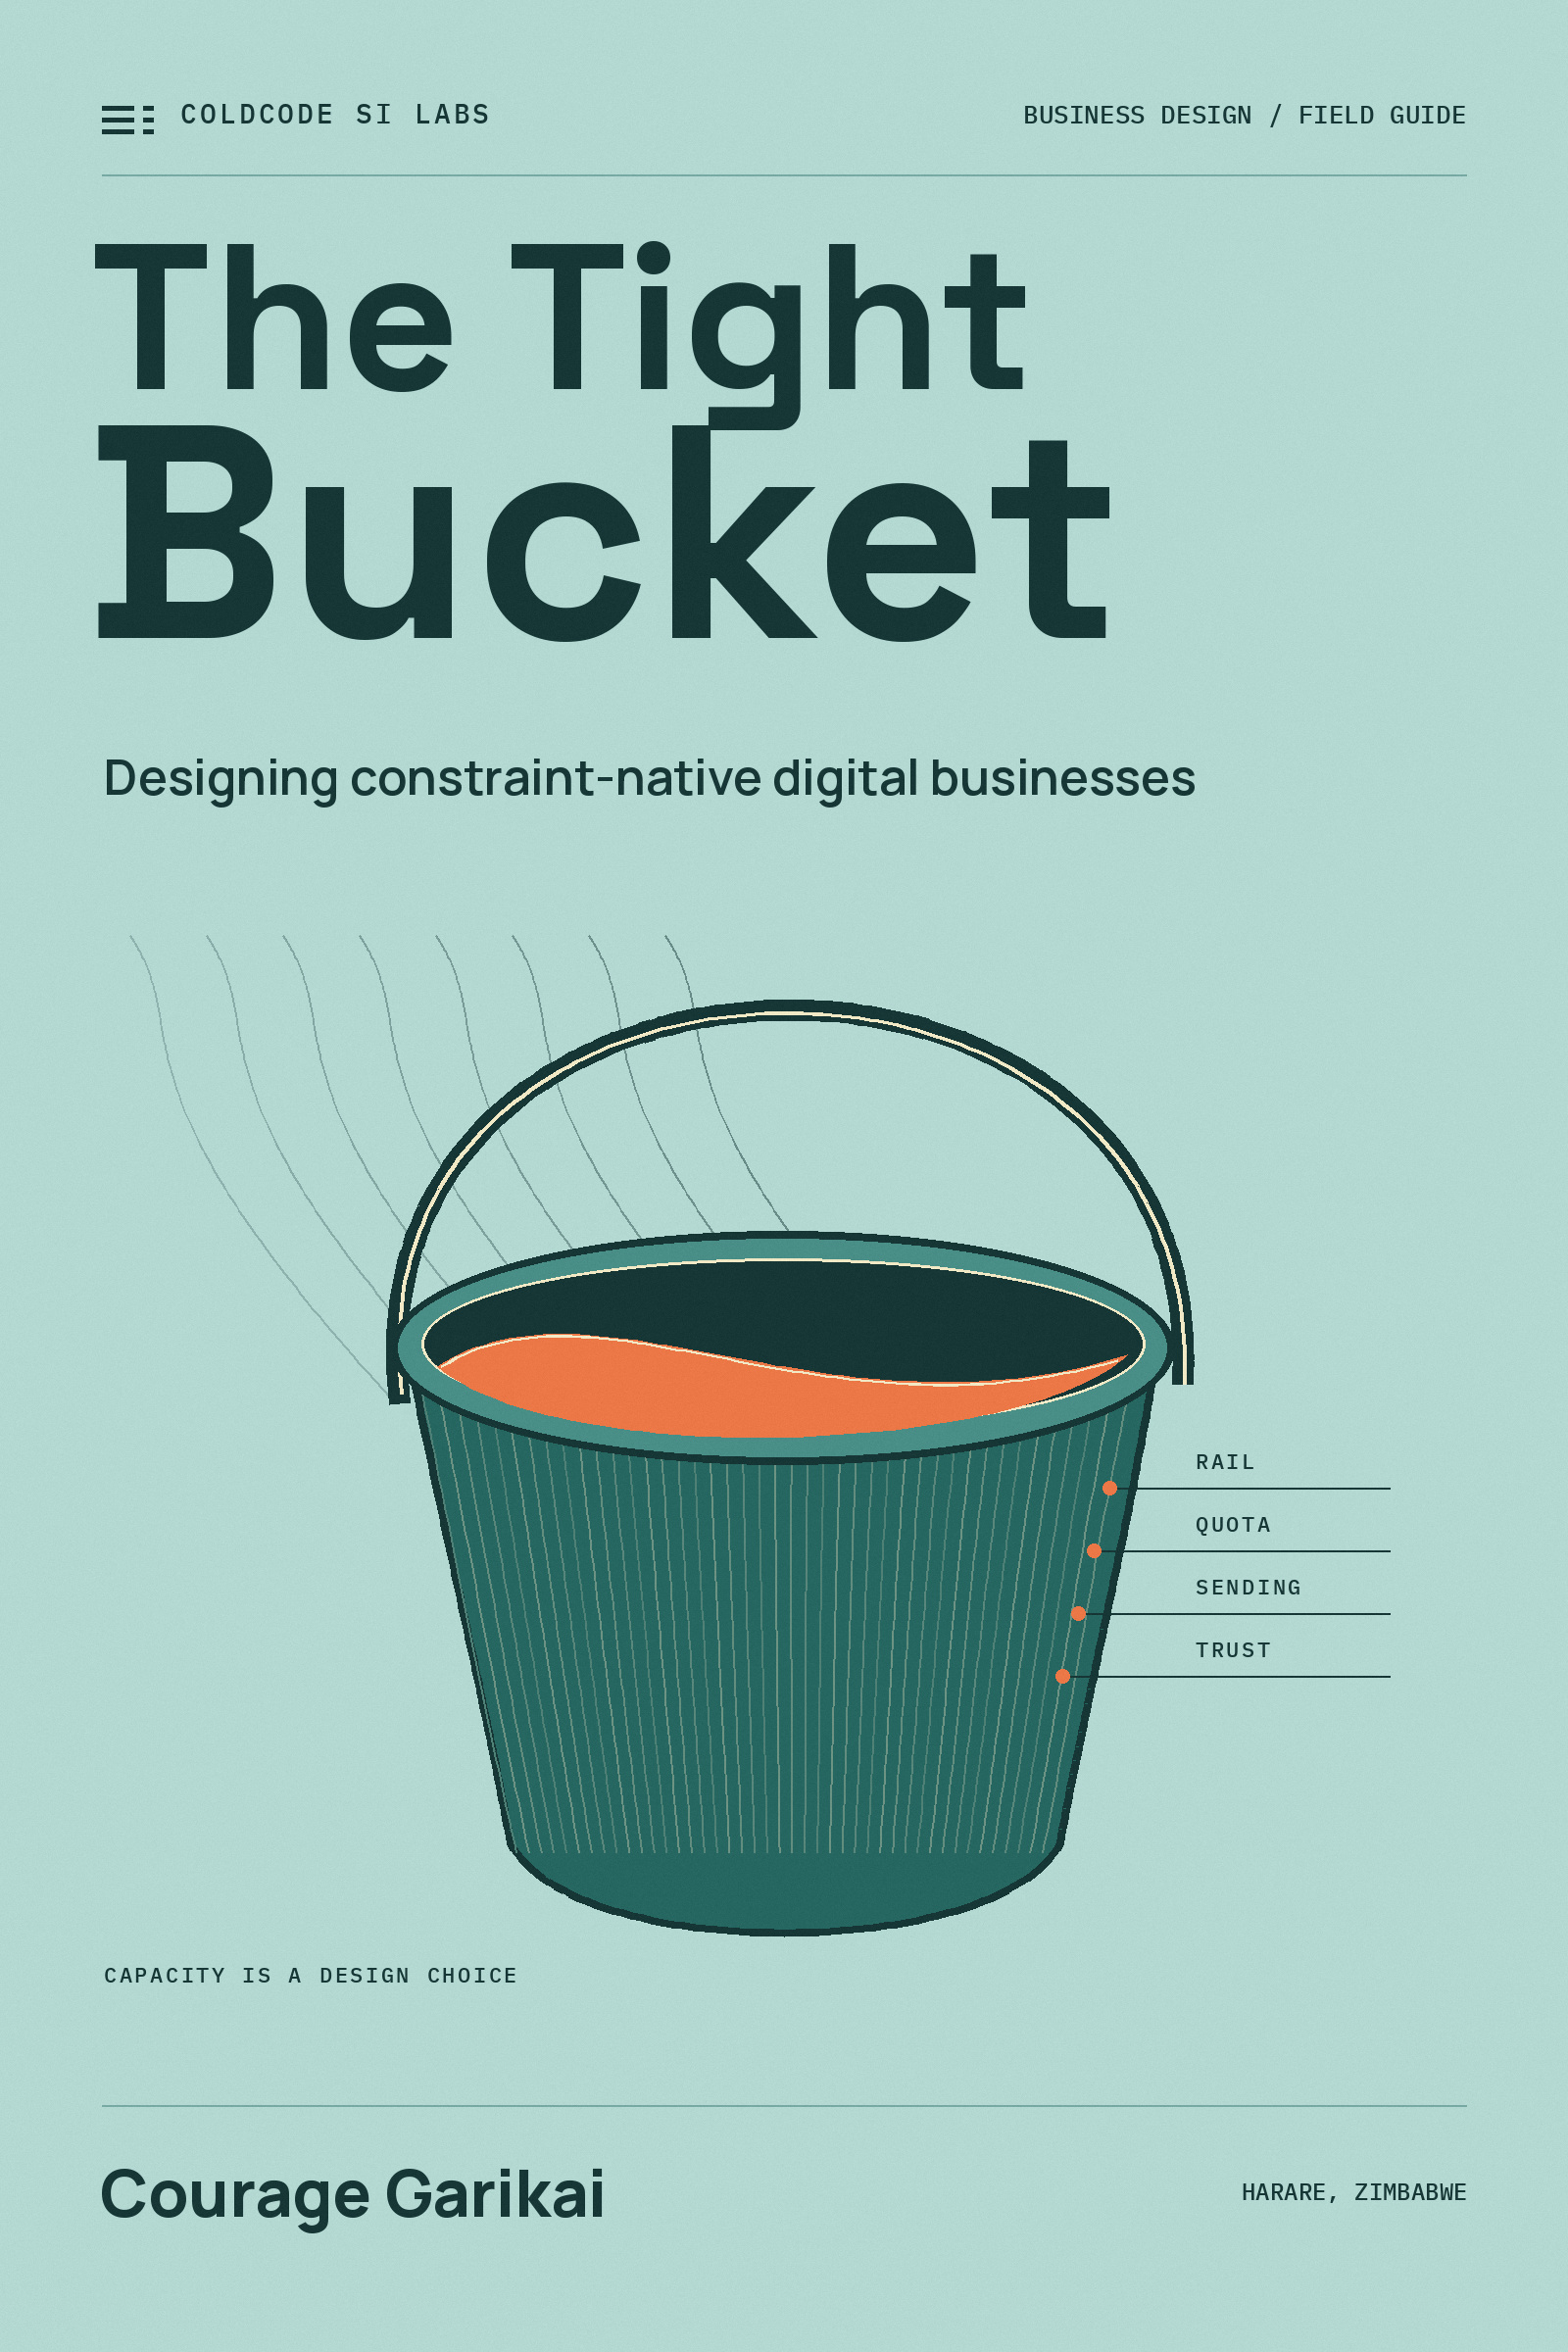 COLDCODE SI LABS
BUSINESS DESIGN / FIELD GUIDE
The Tight
Bucket
Designing constraint-native digital businesses
RAIL
QUOTA
SENDING
TRUST
CAPACITY IS A DESIGN CHOICE
Courage Garikai
HARARE, ZIMBABWE